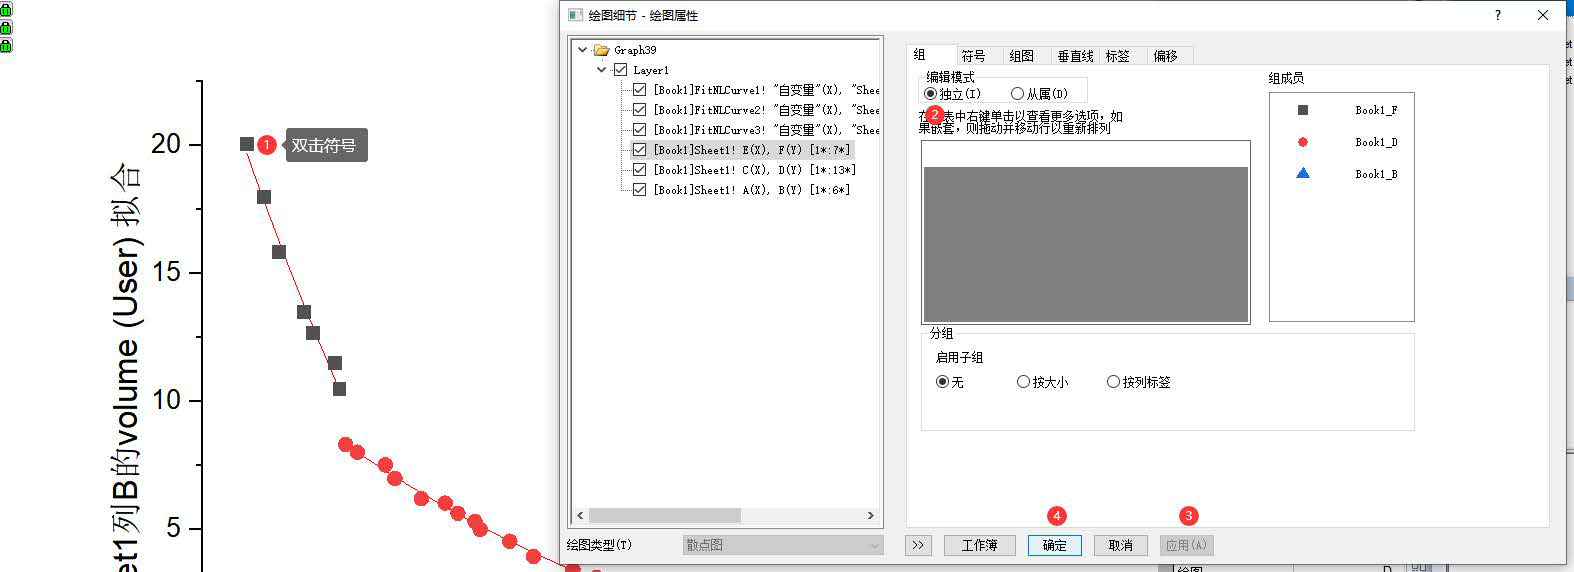 绘图细节 - 绘图属性
?
Graph39
Layer1
[Book1]FitNLCurve1! "自变量"(X), "Shee
[Book1]FitNLCurve2! "自变量"(X), "Shee
[Book1]FitNLCurve3! "自变量"(X), "Shee
[Book1]Sheet1! E(X), F(Y) [1*:7*]
[Book1]Sheet1! C(X), D(Y) [1*:13*]
[Book1]Sheet1! A(X), B(Y) [1*:6*]
绘图类型(T)
散点图
组
符号
组图
垂直线
标签
偏移
编辑模式
独立(I)
从属(D)
2
表中右键单击以查看更多选项，如
果嵌套，则拖动并移动行以重新排列
组成员
Book1_F
Book1_D
Book1_B
分组
启用子组
无
按大小
按列标签
4
3
>>
工作簿
确定
取消
应用(A)
20
15
10
5
1
双击符号
et1列B的volume (User) 拟合
绘图